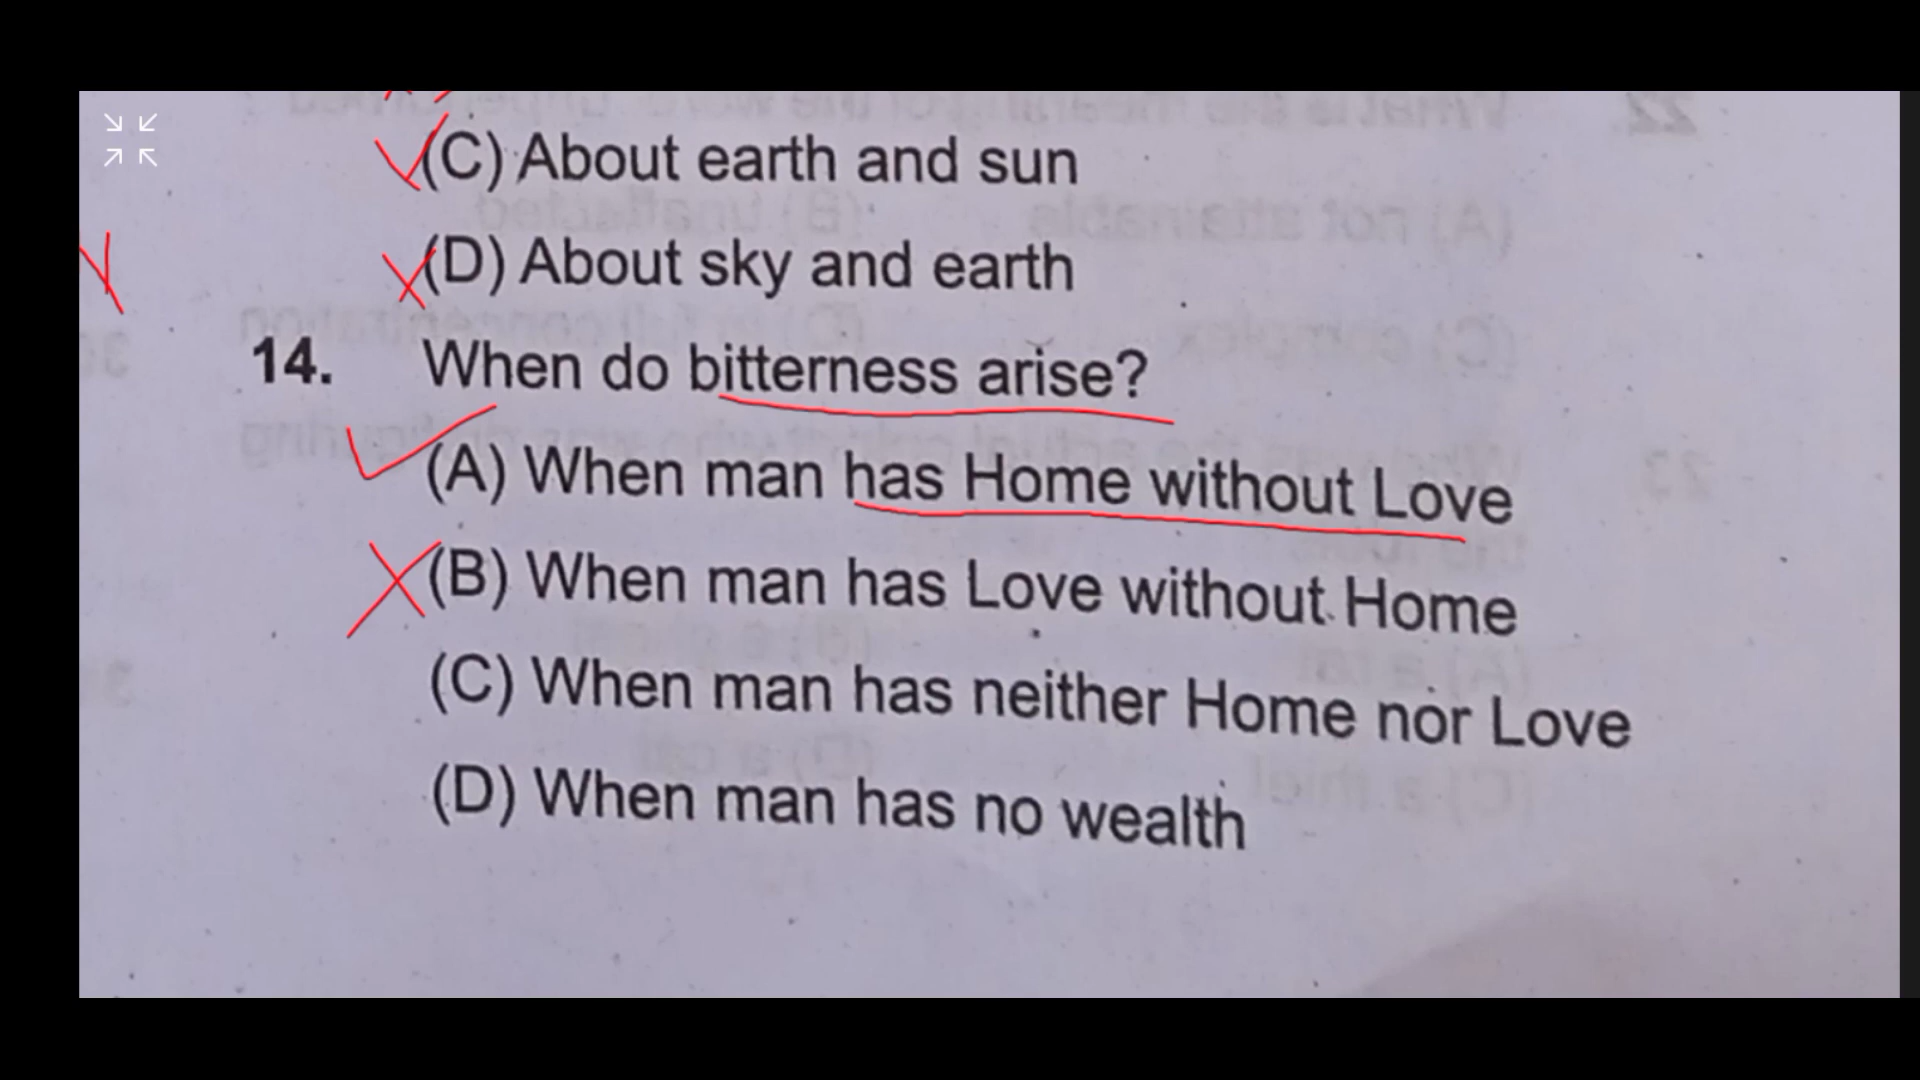 (C) About earth and sun
(D) About sky and earth
14. When do bitterness arise?
(A) When man has Home without Love
(B) When man has Love without Home
(C) When man has neither Home nor Love
(D) When man has no wealth